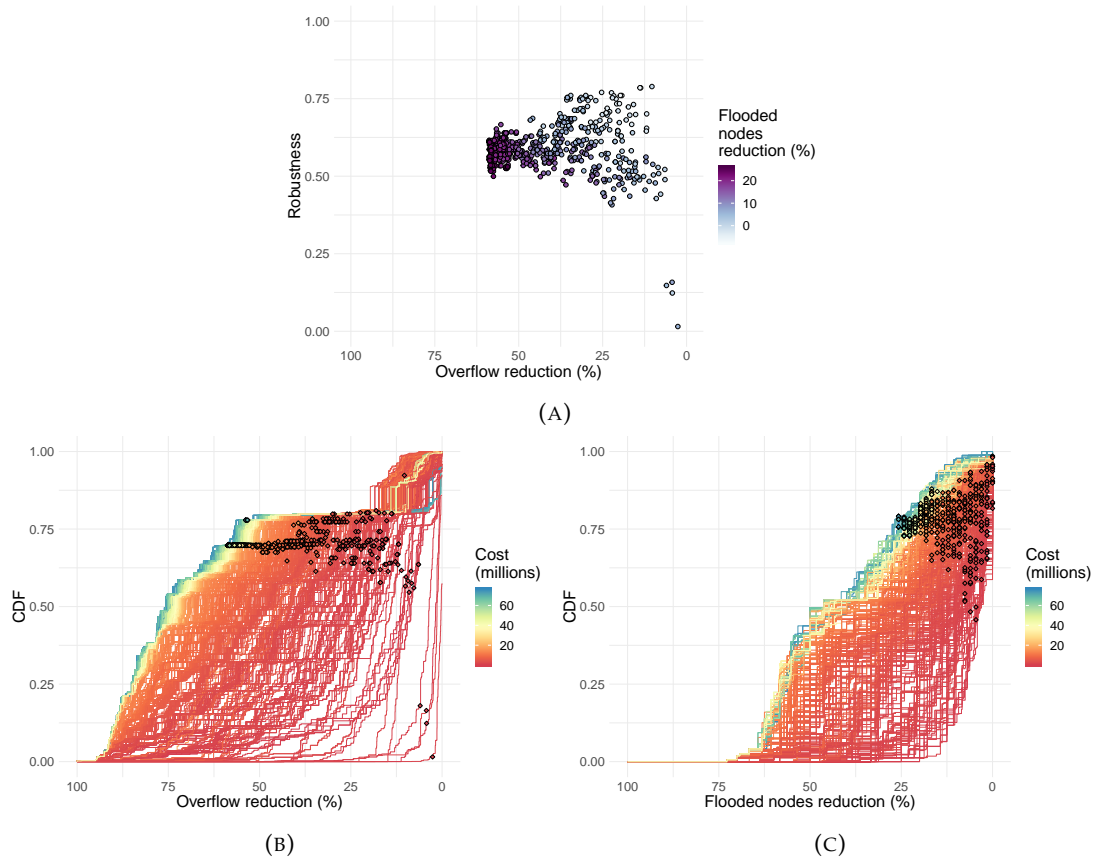 1.00
0.75
0.50
0.25
0.00
Robustness
100
75
50
25
0
Overflow reduction (%)
Flooded
nodes
reduction (%)
20
10
0
(A)
1.00
0.75
0.50
0.25
0.00
CDF
100
75
50
25
0
Overflow reduction (%)
Cost
(millions)
60
40
20
(B)
1.00
0.75
0.50
0.25
0.00
CDF
100
75
50
25
0
Flooded nodes reduction (%)
Cost
(millions)
60
40
20
(C)